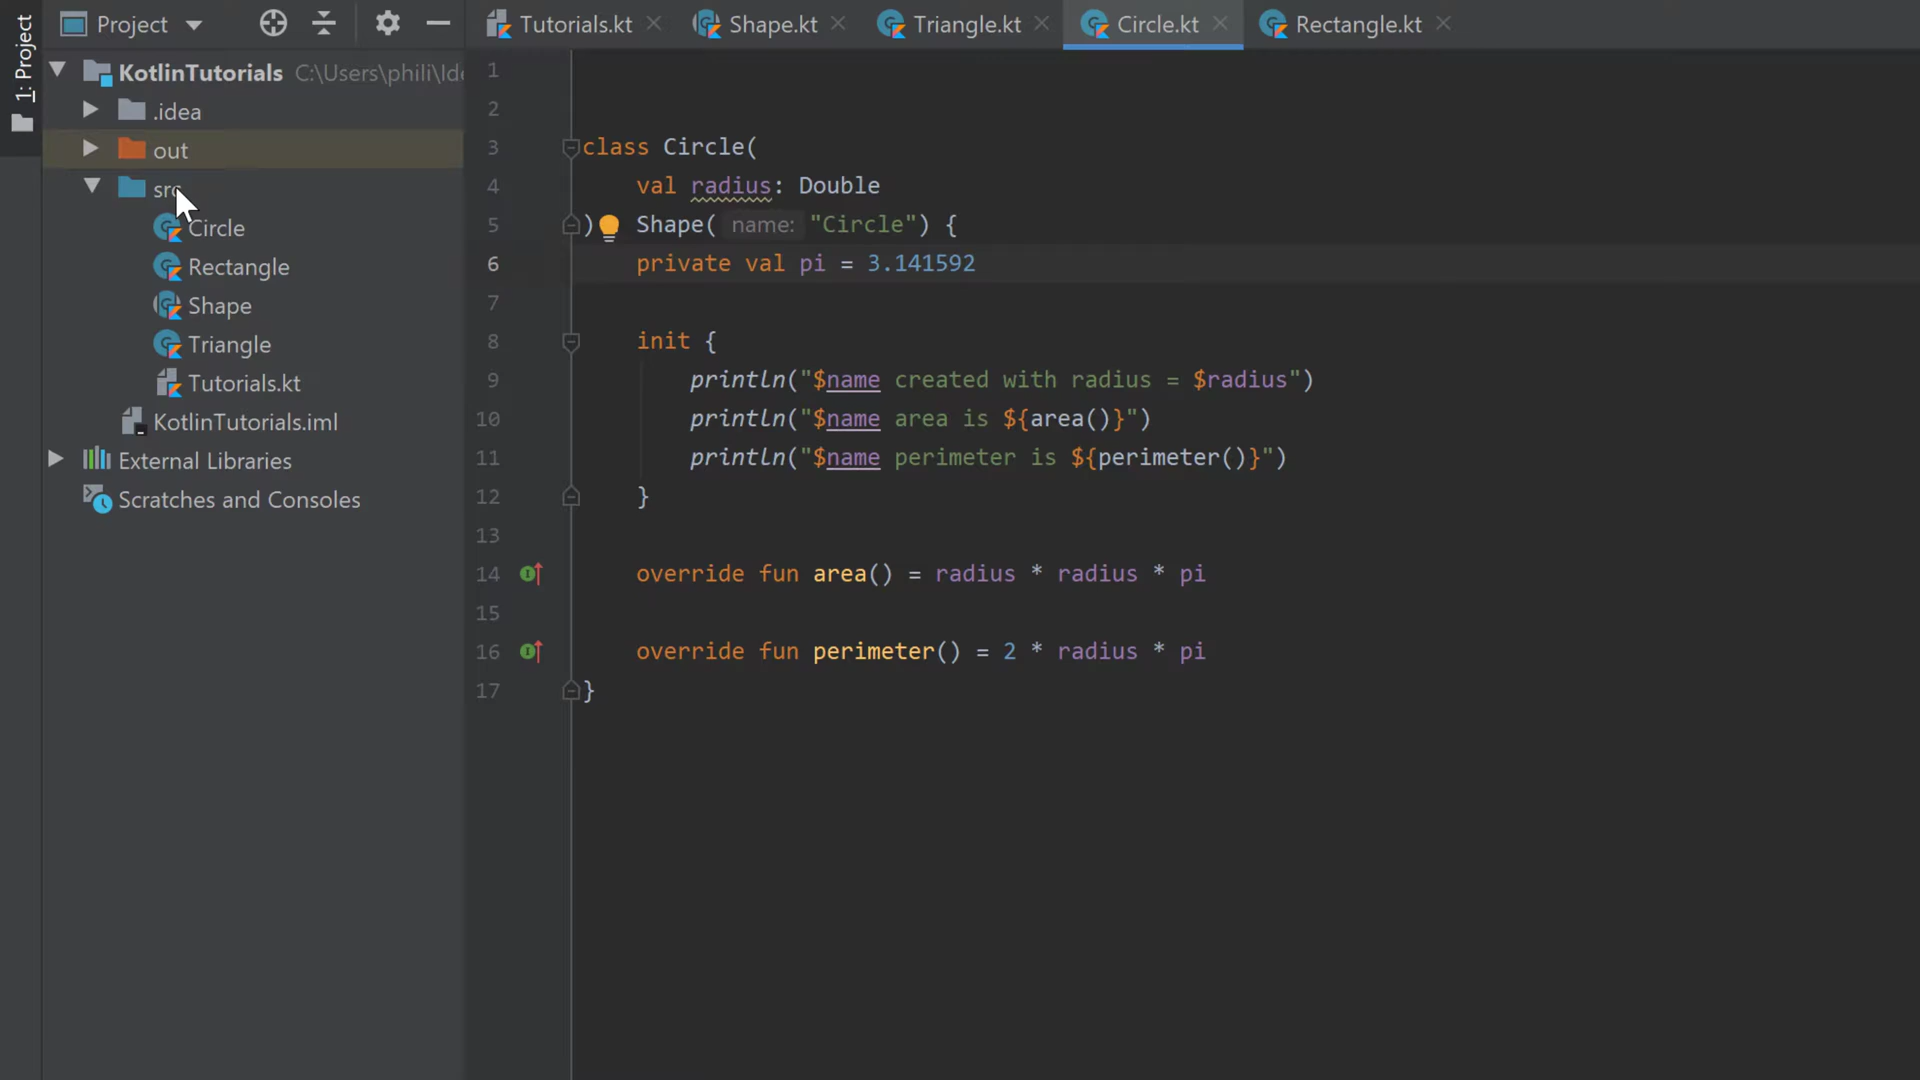 1: Project
Project
KotlinTutorials C:\Users\phili\Ide
.idea
out
src
Circle
Rectangle
Shape
Triangle
Tutorials.kt
KotlinTutorials.iml
External Libraries
Scratches and Consoles
Tutorials.kt Shape.kt Triangle.kt Circle.kt Rectangle.kt
1
2
3 class Circle(
4 val radius: Double
5 ) Shape( name: "Circle") {
6 private val pi = 3.141592
7
8 init {
9 println("$name created with radius = $radius")
10 println("$name area is ${area()}")
11 println("$name perimeter is ${perimeter()}")
12 }
13
14 override fun area() = radius * radius * pi
15
16 override fun perimeter() = 2 * radius * pi
17 }